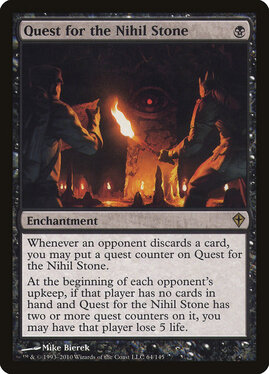 Quest for the Nihil Stone
Enchantment
Whenever an opponent discards a card,
you may put a quest counter on Quest for
the Nihil Stone.
At the beginning of each opponent's
upkeep, if that player has no cards in
hand and Quest for the Nihil Stone has
two or more quest counters on it, you
may have that player lose 5 life.
Mike Bierek
™ & © 1993–2010 Wizards of the Coast LLC 64/145